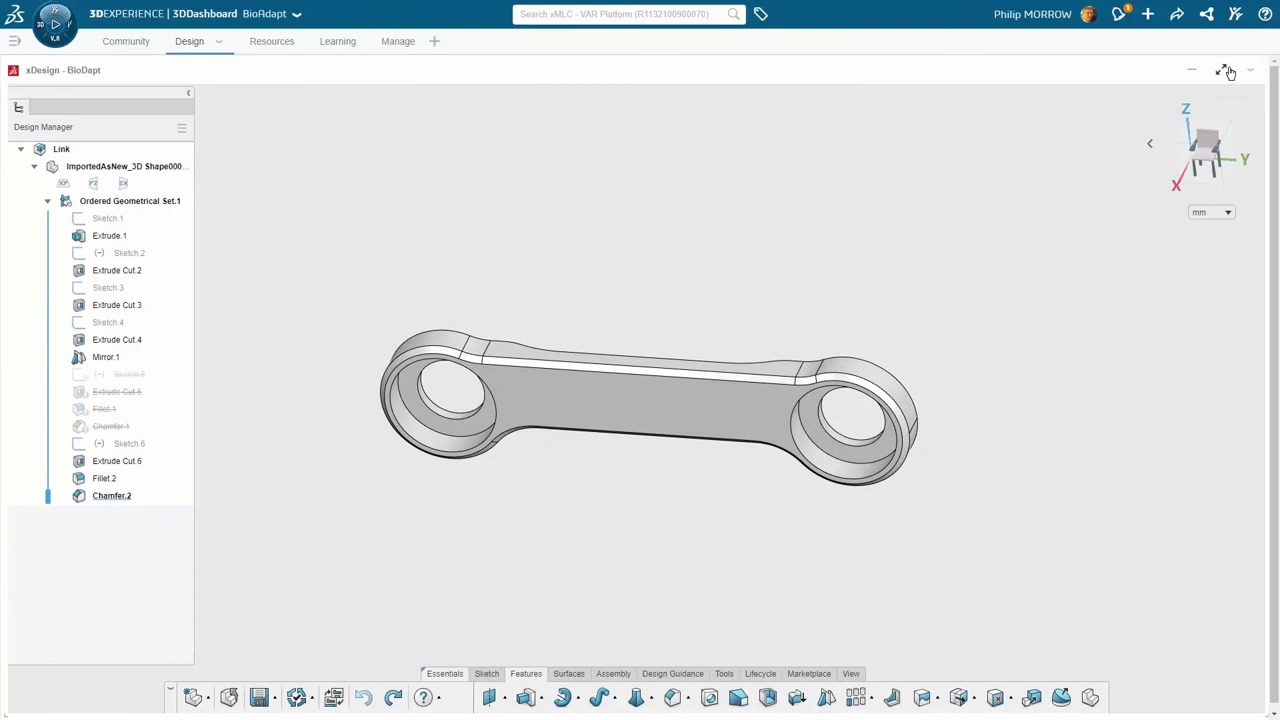 3DEXPERIENCE | 3DDashboard BioDapt
Search xMLC - VAR Platform (R1132100900070)
Philip MORROW
1
V.R
Community
Design
Resources
Learning
Manage
xDesign - BioDapt
Design Manager
Link
ImportedAsNew_3D Shape000...
XY
YZ
ZX
Ordered Geometrical Set.1
Sketch.1
Extrude.1
(-) Sketch.2
Extrude Cut.2
Sketch.3
Extrude Cut.3
Sketch.4
Extrude Cut.4
Mirror.1
(-) Sketch.5
Extrude Cut.5
Fillet.1
Chamfer.1
(-) Sketch.6
Extrude Cut.6
Fillet.2
Chamfer.2
Z
Y
X
mm
Essentials
Sketch
Features
Surfaces
Assembly
Design Guidance
Tools
Lifecycle
Marketplace
View